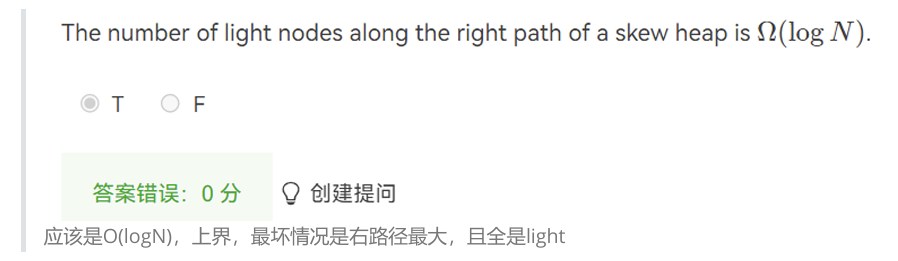 The number of light nodes along the right path of a skew heap is Ω(log N).
T F
答案错误：0 分 创建提问
应该是O(logN)，上界，最坏情况是右路径最大，且全是light